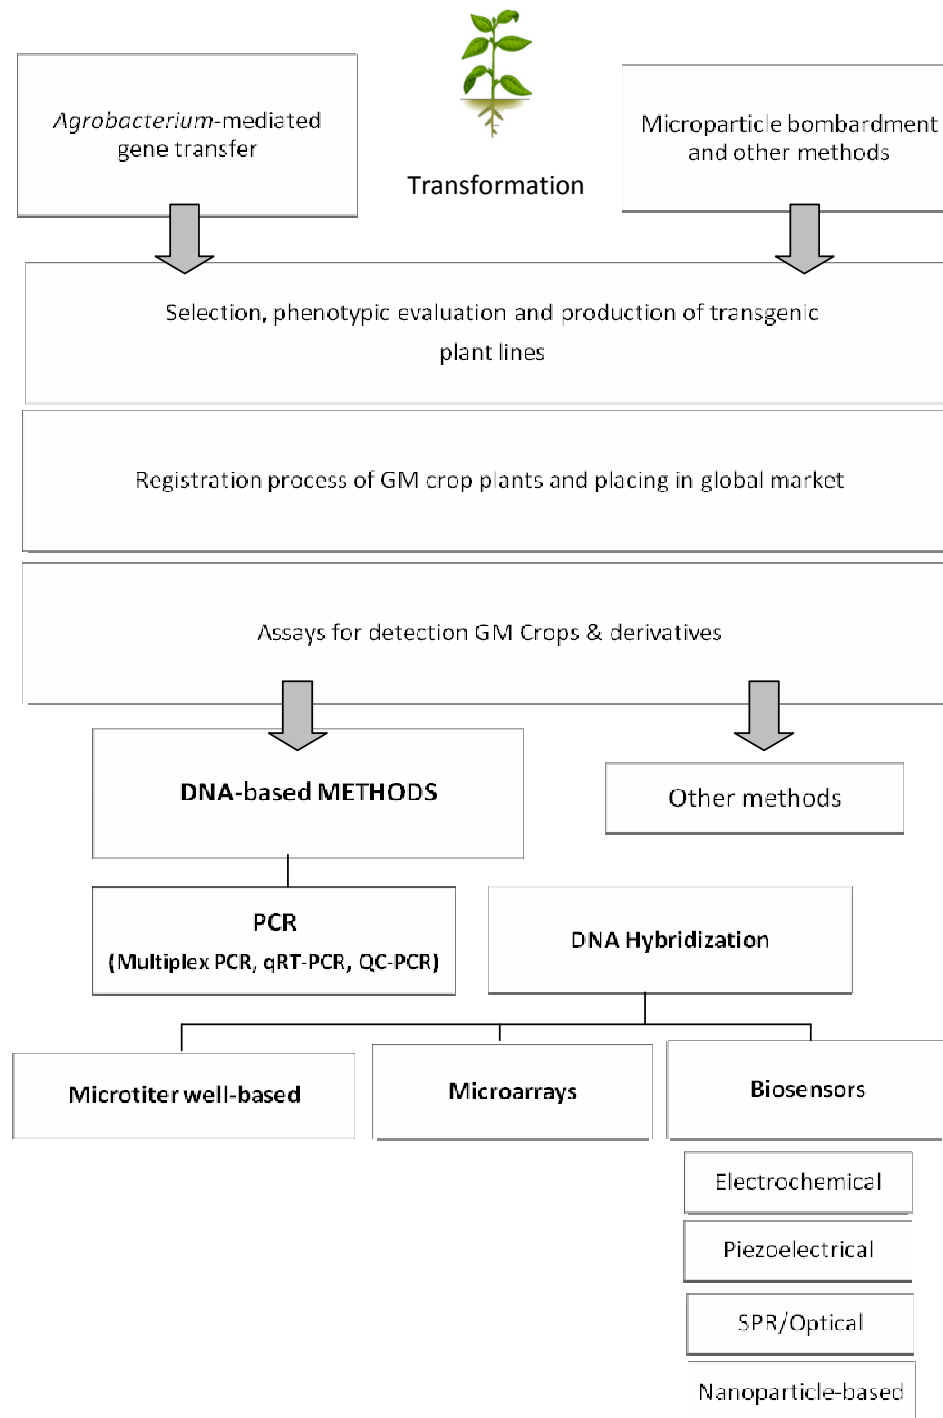 Agrobacterium-mediated
gene transfer
Transformation
Microparticle bombardment
and other methods
Selection, phenotypic evaluation and production of transgenic
plant lines
Registration process of GM crop plants and placing in global market
Assays for detection GM Crops & derivatives
DNA-based METHODS
Other methods
PCR
(Multiplex PCR, qRT-PCR, QC-PCR)
DNA Hybridization
Microtiter well-based
Microarrays
Biosensors
Electrochemical
Piezoelectrical
SPR/Optical
Nanoparticle-based